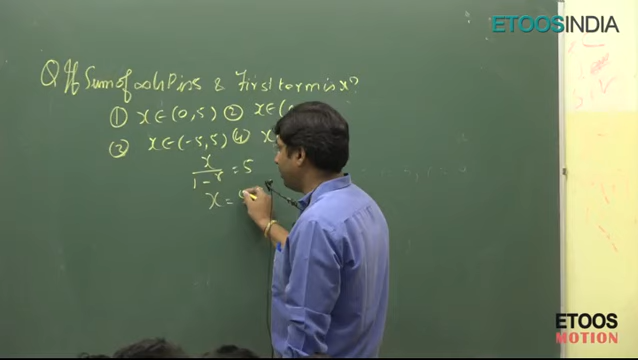 ETOOSINDIA
Q If Sum of ∞ G.P is 5 & First term is x?
① x ∈ (0, 5) ② x ∈ (
③ x ∈ (-5, 5) ④ x
x/(1-r) = 5
x =
ETOOS
MOTION